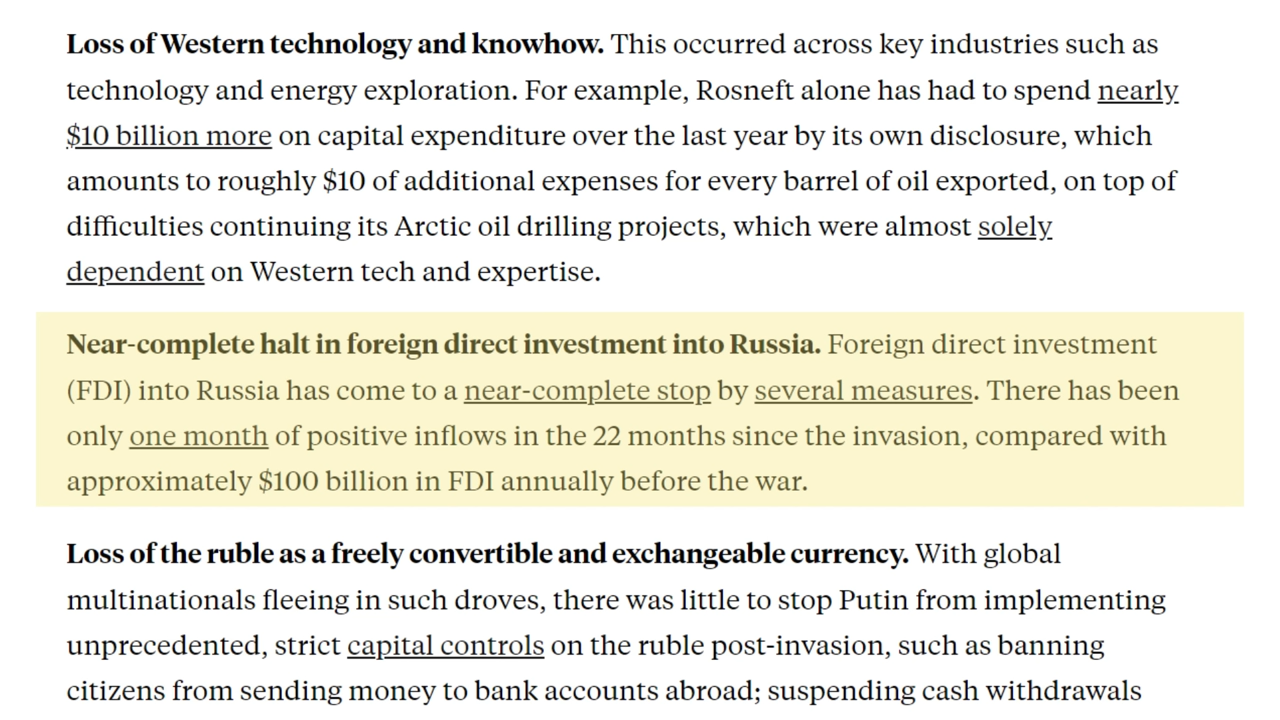 Loss of Western technology and knowhow. This occurred across key industries such as
technology and energy exploration. For example, Rosneft alone has had to spend nearly
$10 billion more on capital expenditure over the last year by its own disclosure, which
amounts to roughly $10 of additional expenses for every barrel of oil exported, on top of
difficulties continuing its Arctic oil drilling projects, which were almost solely
dependent on Western tech and expertise.
Near-complete halt in foreign direct investment into Russia. Foreign direct investment
(FDI) into Russia has come to a near-complete stop by several measures. There has been
only one month of positive inflows in the 22 months since the invasion, compared with
approximately $100 billion in FDI annually before the war.
Loss of the ruble as a freely convertible and exchangeable currency. With global
multinationals fleeing in such droves, there was little to stop Putin from implementing
unprecedented, strict capital controls on the ruble post-invasion, such as banning
citizens from sending money to bank accounts abroad; suspending cash withdrawals